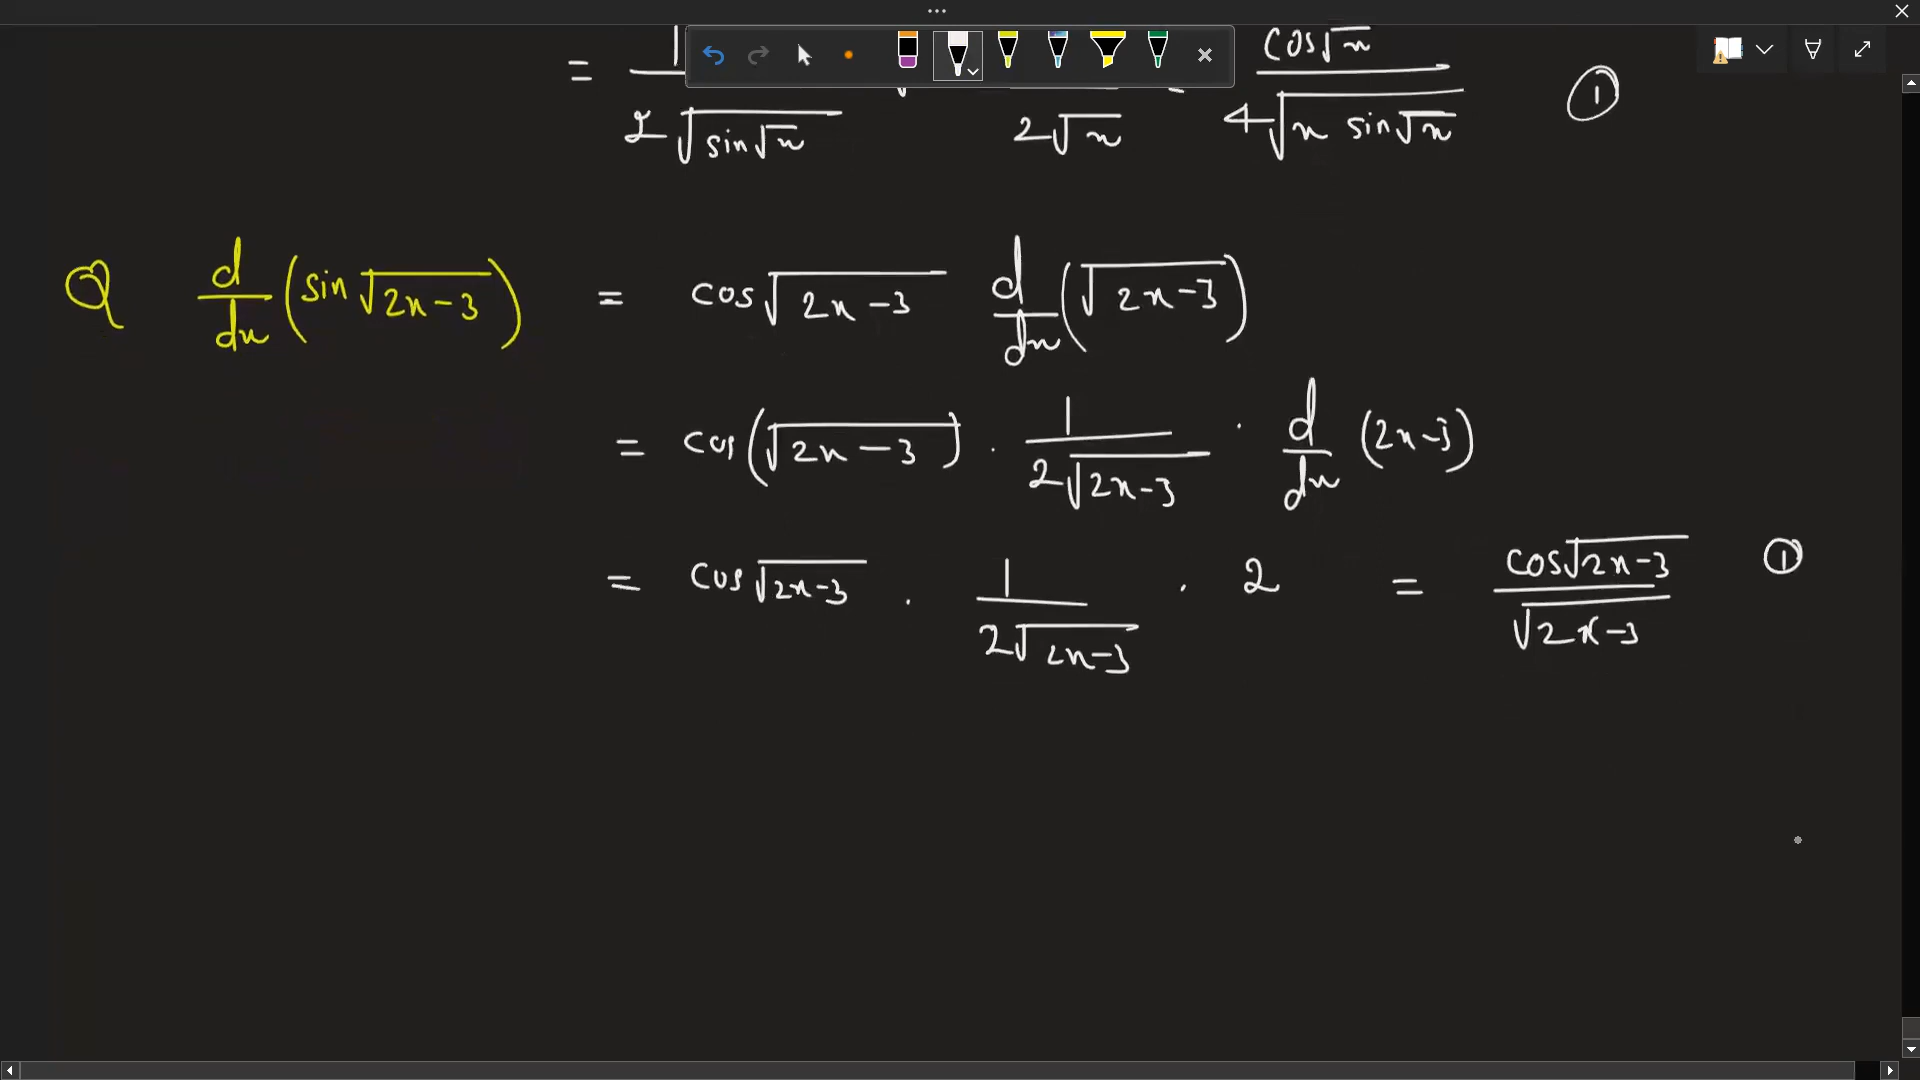 = 1/(2√(sin√x)) · /(2√x) = cos√x/(4√(x sin√x)) ①
Q d/dx (sin √(2x-3)) = cos√(2x-3) d/dx (√(2x-3))
= cos(√(2x-3)) · 1/(2√(2x-3)) · d/dx (2x-3)
= cos√(2x-3) · 1/(2√(2x-3)) · 2 = cos√(2x-3)/√(2x-3) ①